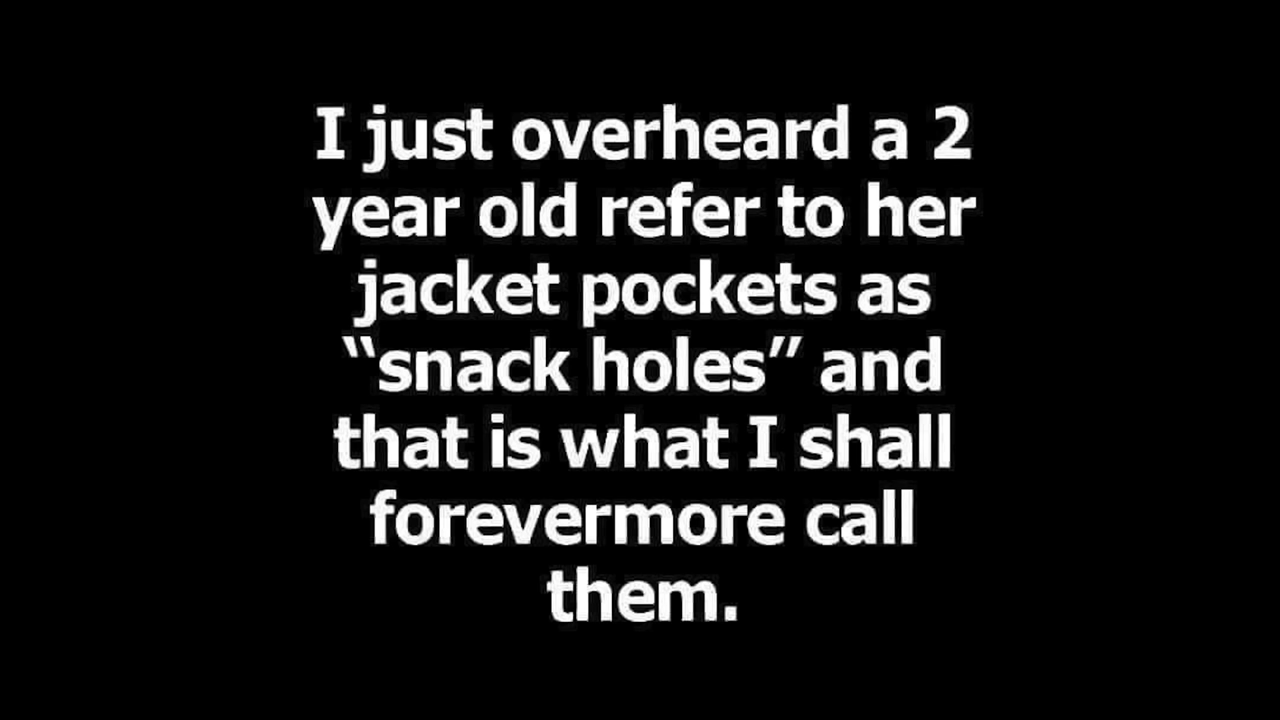 I just overheard a 2
year old refer to her
jacket pockets as
“snack holes” and
that is what I shall
forevermore call
them.